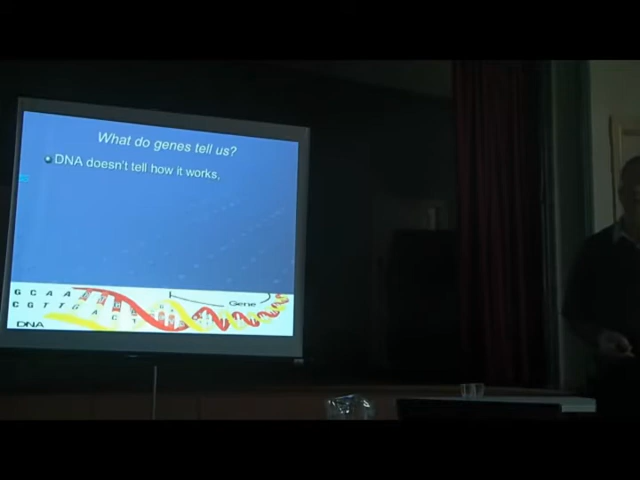 What do genes tell us?
DNA doesn't tell how it works,
G C A A
C G T T G A C T
Gene
DNA